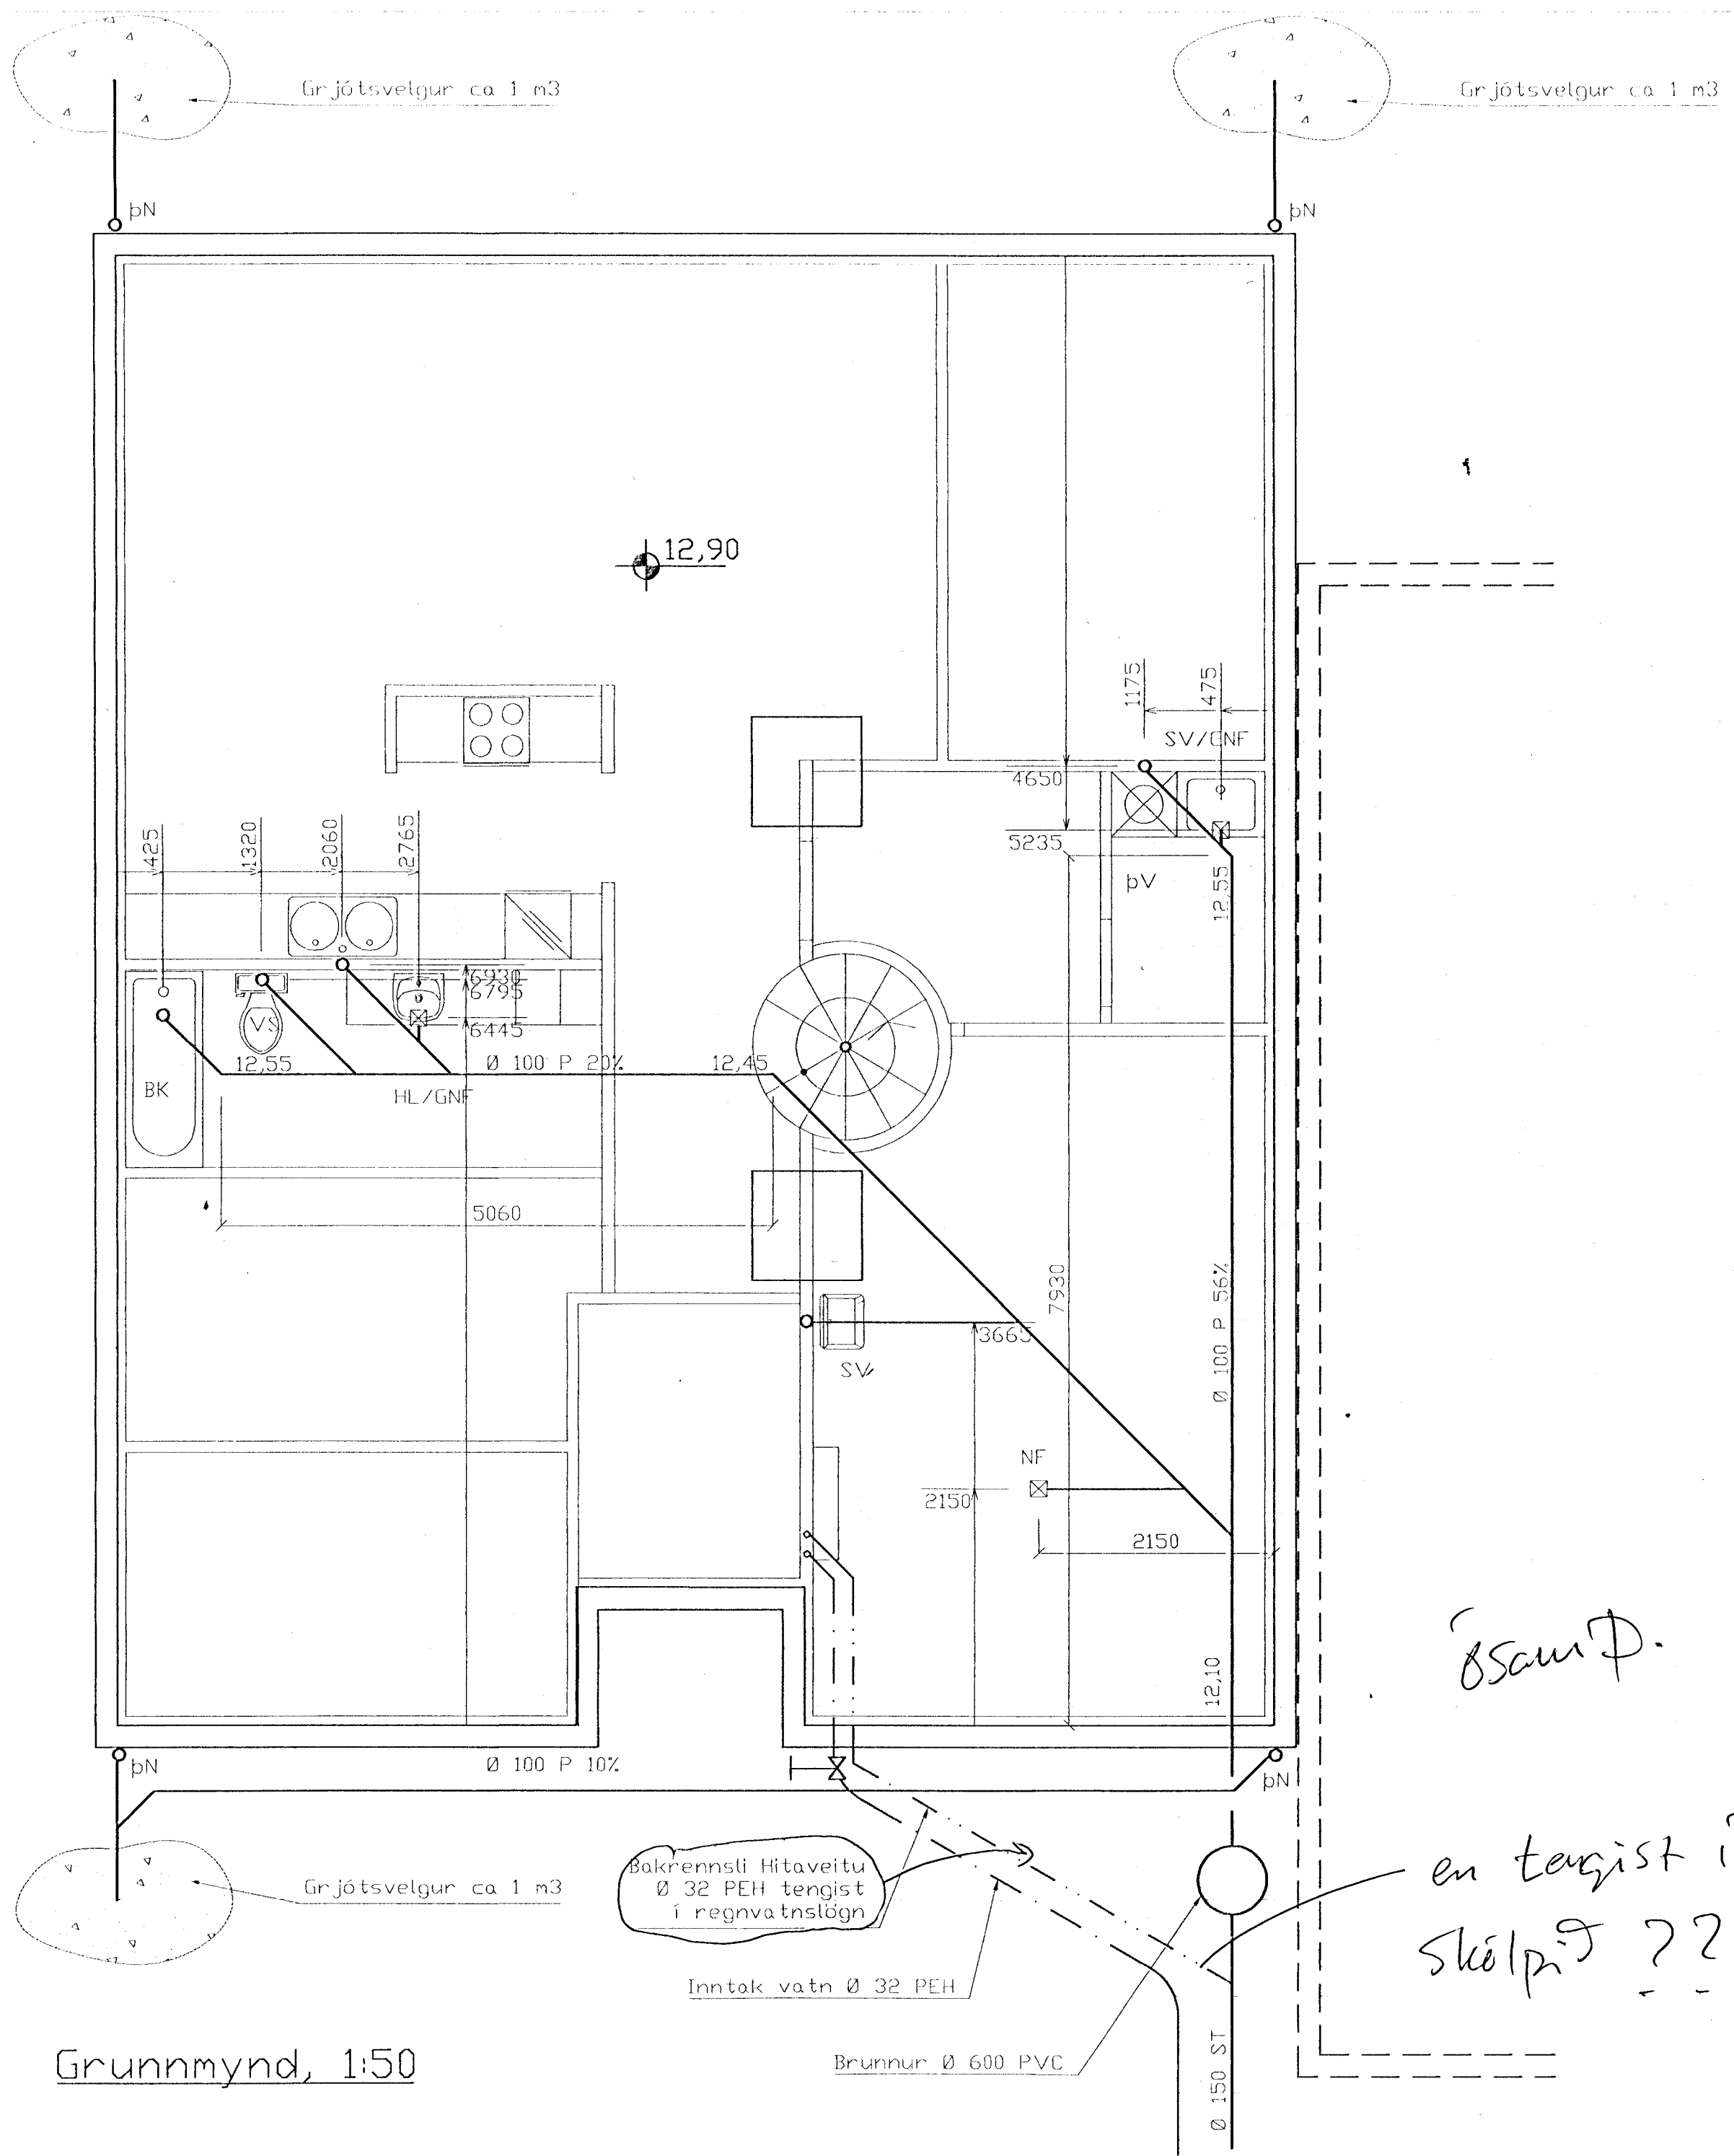 Grjótsvelgur ca 1 m3
Grjótsvelgur ca 1 m3
þN
þN
12,90
1175
475
SV/GNF
4650
5235
þV
12,55
425
1320
2060
2765
6930
6795
6445
VS
12,55
Ø 100 P 20%
12,45
BK
HL/GNF
5060
7930
Ø 100 P 56%
3665
SV
NF
2150
2150
12,10
ósamþ.
þN
Ø 100 P 10%
þN
Bakrennsli Hitaveitu
Ø 32 PEH tengist
í regnvatnslögn
Grjótsvelgur ca 1 m3
en tengist í
skólpið ??
Inntak vatn Ø 32 PEH
Brunnur Ø 600 PVC
Ø 150 ST
Grunnmynd, 1:50